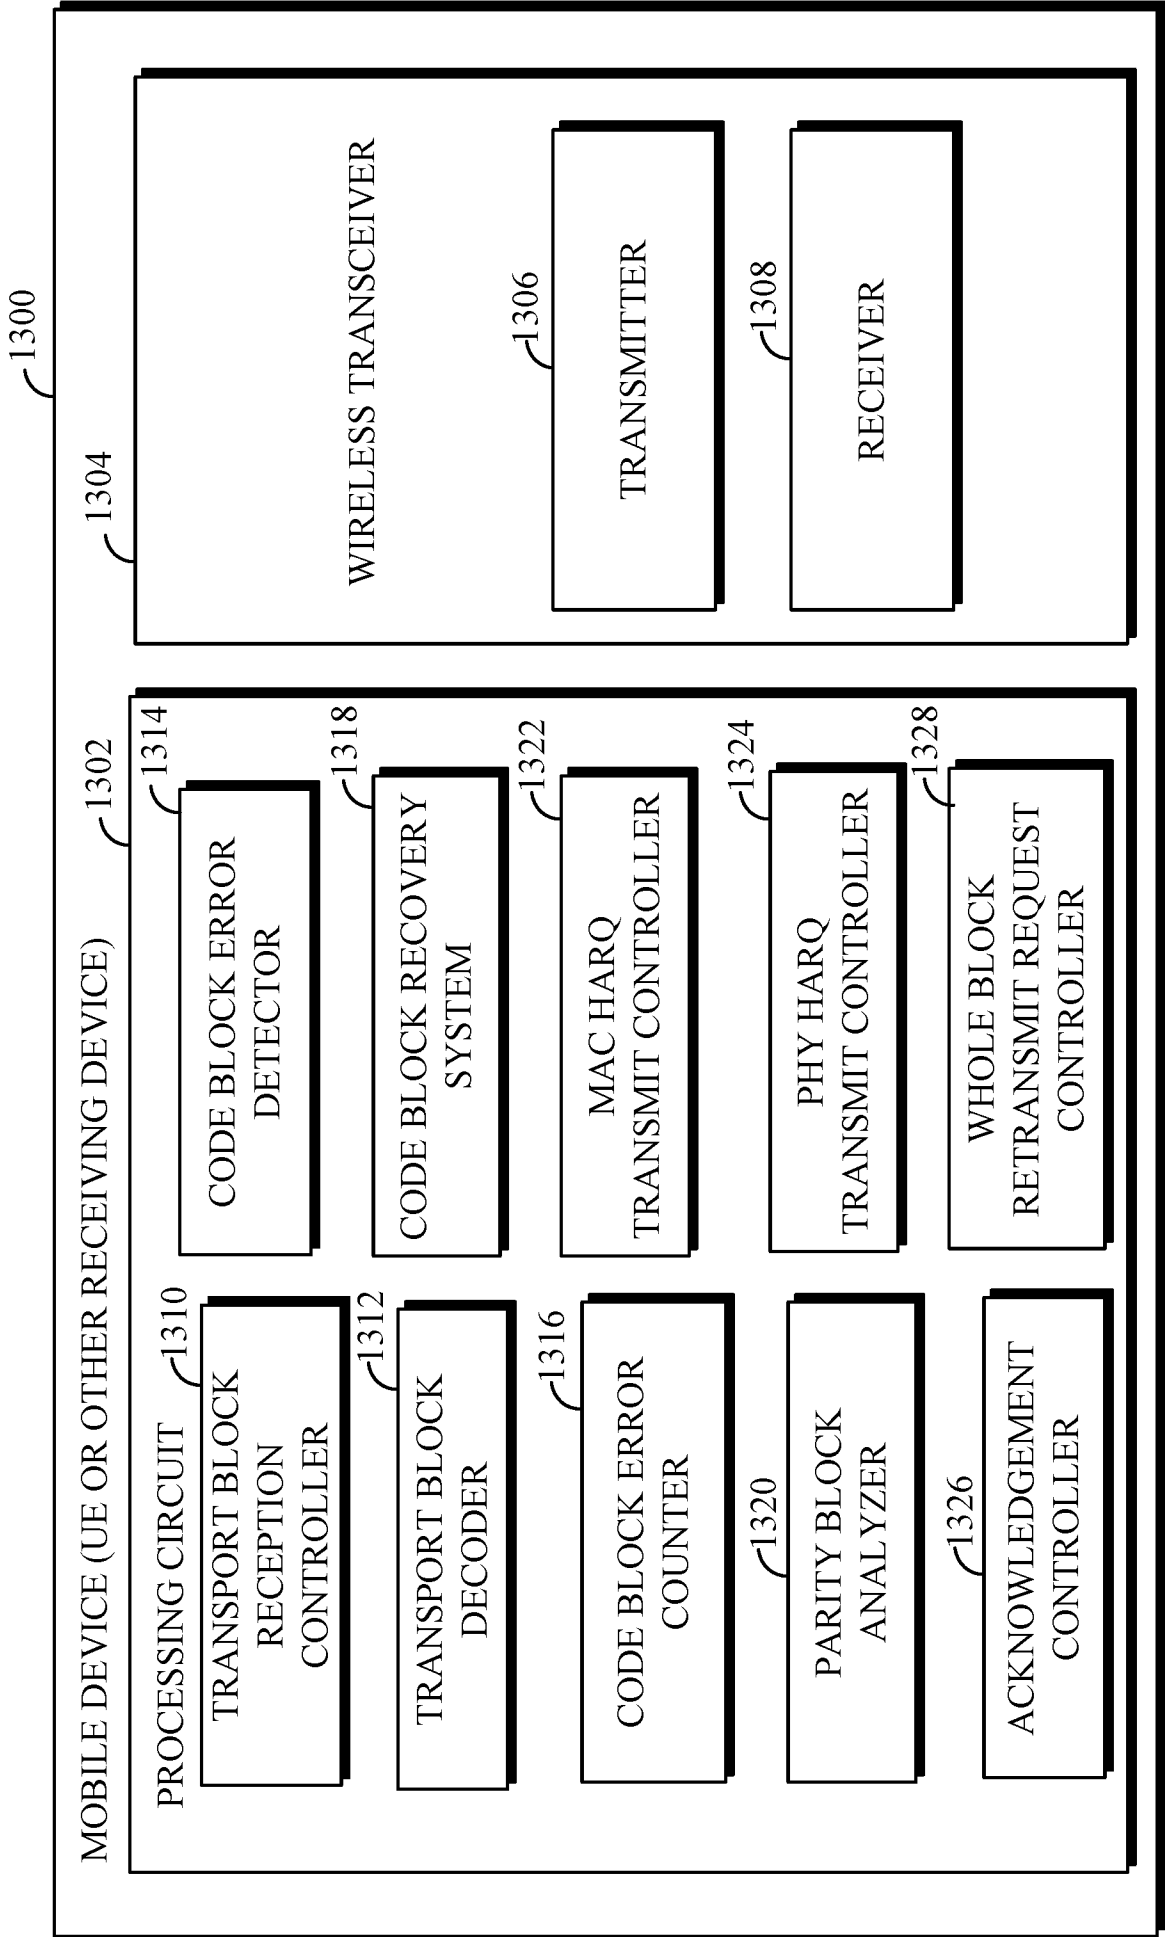 1300
MOBILE DEVICE (UE OR OTHER RECEIVING DEVICE)
1302
PROCESSING CIRCUIT
1310
TRANSPORT BLOCK
RECEPTION
CONTROLLER
1314
CODE BLOCK ERROR
DETECTOR
1312
TRANSPORT BLOCK
DECODER
1318
CODE BLOCK RECOVERY
SYSTEM
1316
CODE BLOCK ERROR
COUNTER
1322
MAC HARQ
TRANSMIT CONTROLLER
1320
PARITY BLOCK
ANALYZER
1324
PHY HARQ
TRANSMIT CONTROLLER
1326
ACKNOWLEDGEMENT
CONTROLLER
1328
WHOLE BLOCK
RETRANSMIT REQUEST
CONTROLLER
1304
WIRELESS TRANSCEIVER
1306
TRANSMITTER
1308
RECEIVER